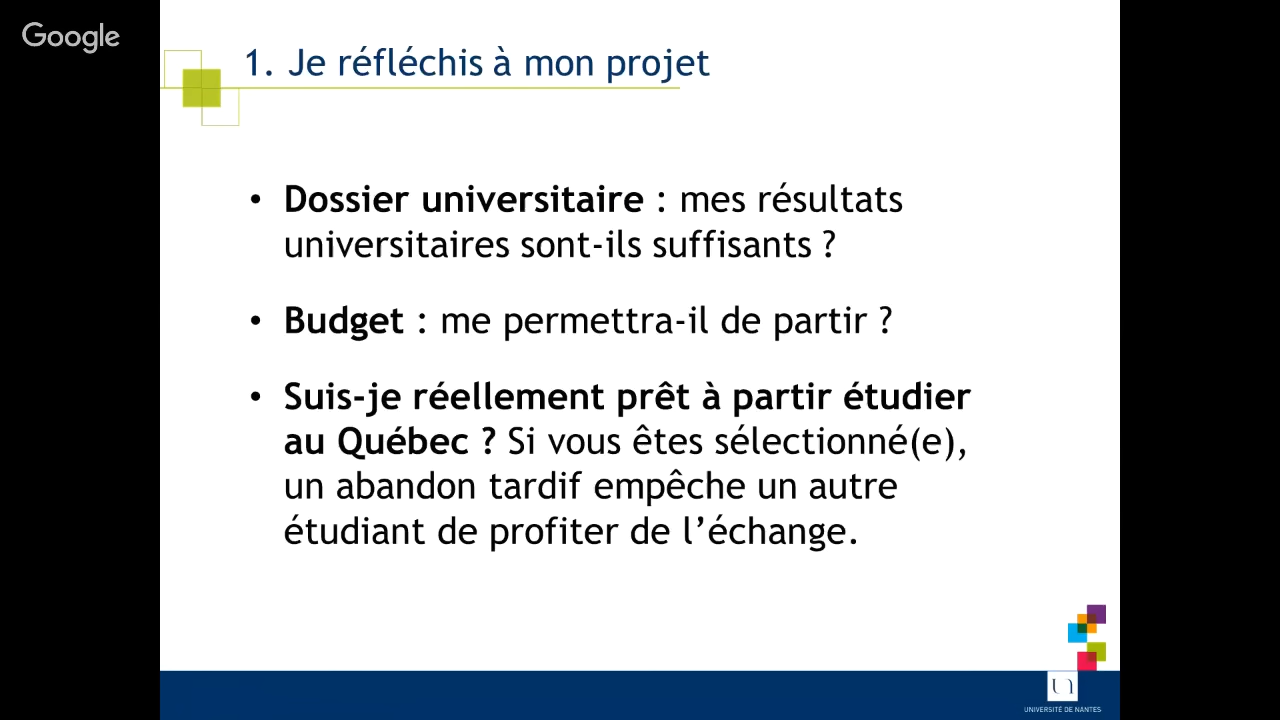 Google
1. Je réfléchis à mon projet
• Dossier universitaire : mes résultats
universitaires sont-ils suffisants ?
• Budget : me permettra-il de partir ?
• Suis-je réellement prêt à partir étudier
au Québec ? Si vous êtes sélectionné(e),
un abandon tardif empêche un autre
étudiant de profiter de l’échange.
UNIVERSITÉ DE NANTES